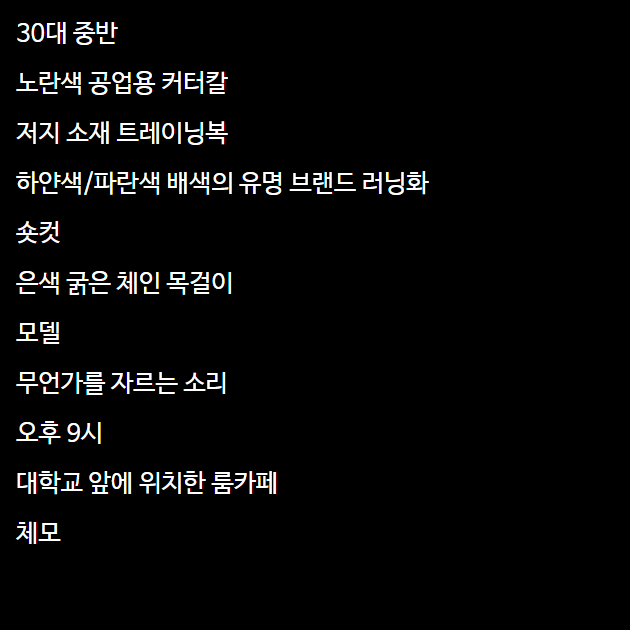 30대 중반
노란색 공업용 커터칼
저지 소재 트레이닝복
하얀색/파란색 배색의 유명 브랜드 러닝화
숏컷
은색 굵은 체인 목걸이
모델
무언가를 자르는 소리
오후 9시
대학교 앞에 위치한 룸카페
체모